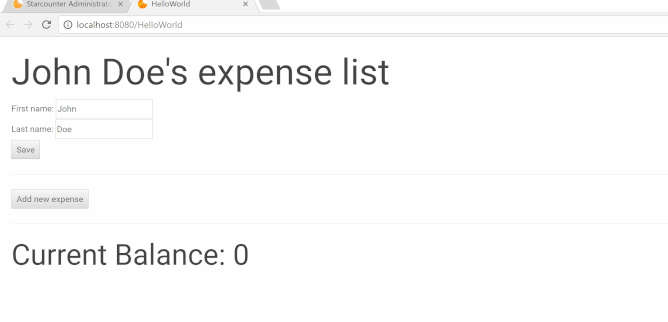 Starcounter Administrat
HelloWorld
localhost:8080/HelloWorld
John Doe's expense list
First name: John
Last name: Doe
Save
Add new expense
Current Balance: 0